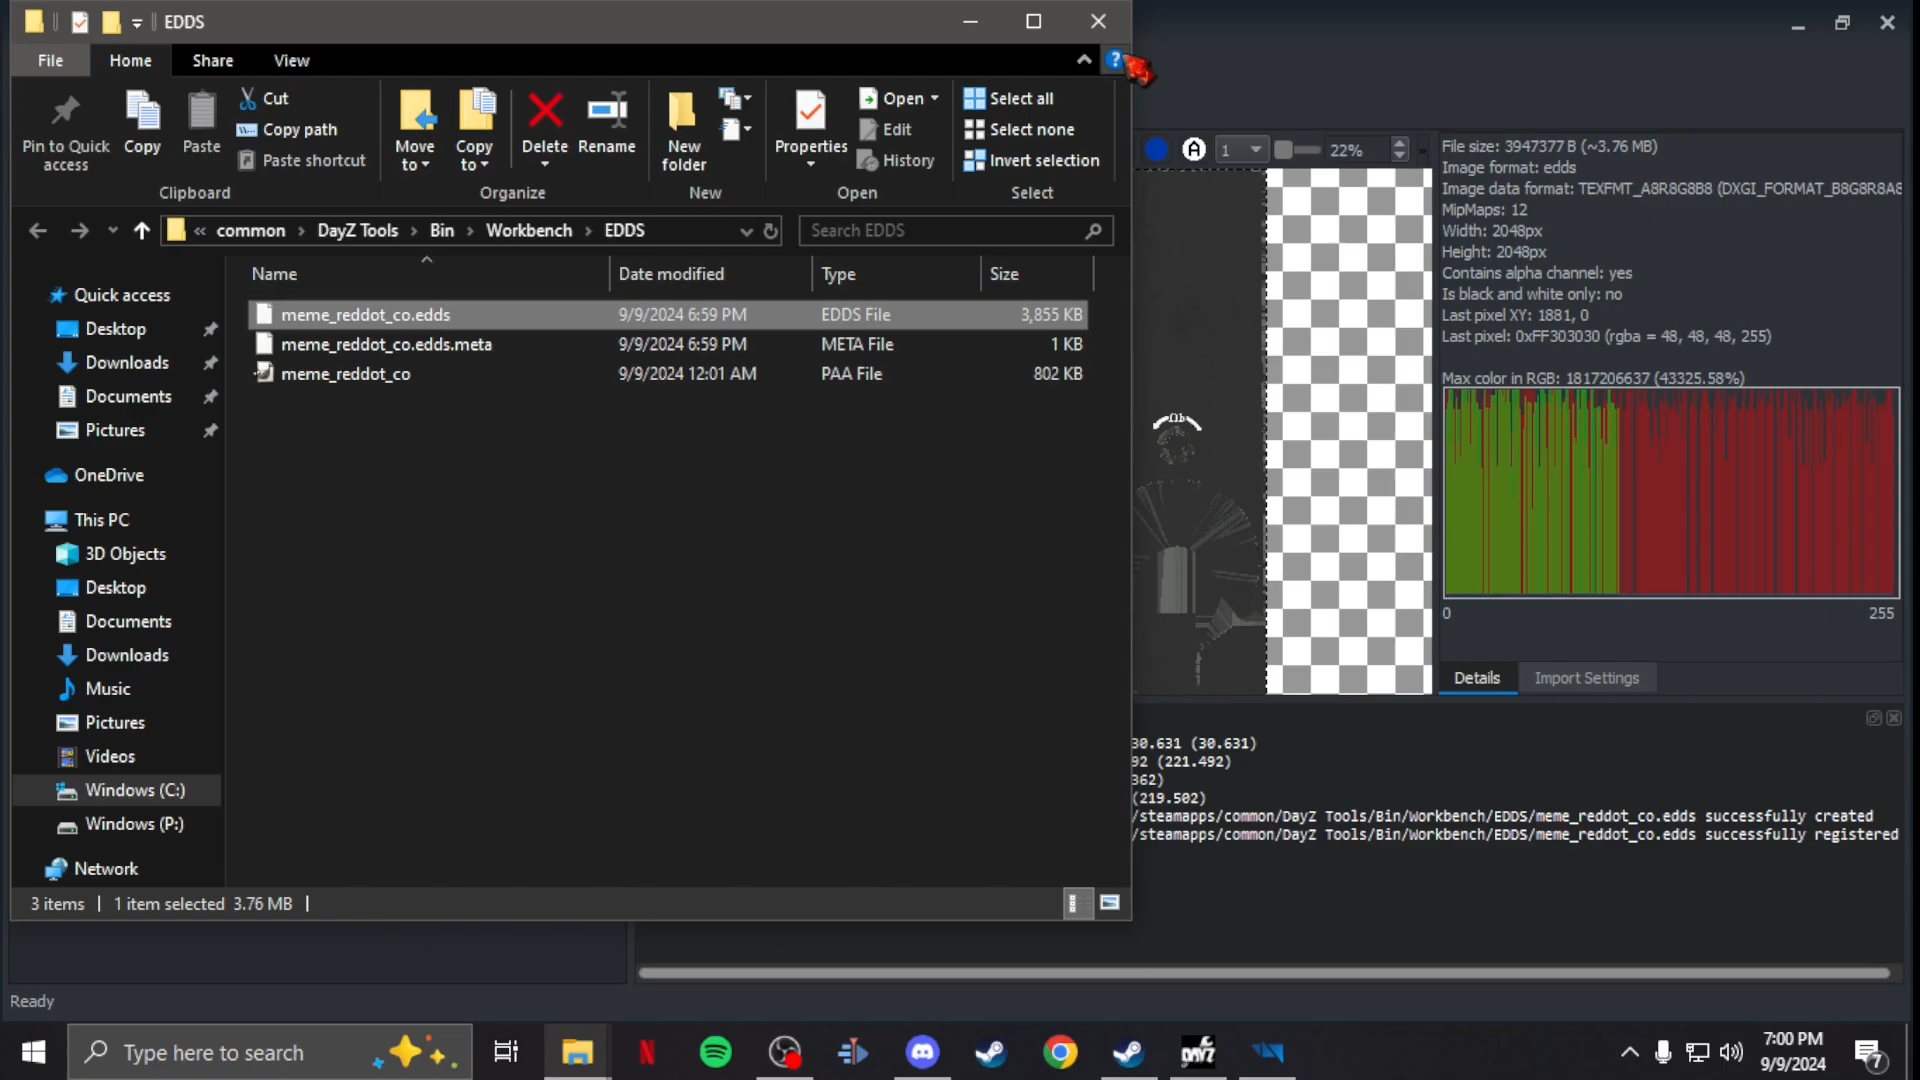 EDDS
File
Home
Share
View
?
Pin to Quick access
Copy
Paste
Cut
Copy path
Paste shortcut
Clipboard
Move to
Copy to
Delete
Rename
Organize
New folder
New
Properties
Open
Edit
History
Open
Select all
Select none
Invert selection
Select
« common > DayZ Tools > Bin > Workbench > EDDS
Search EDDS
Name
Date modified
Type
Size
meme_reddot_co.edds 9/9/2024 6:59 PM EDDS File 3,855 KB
meme_reddot_co.edds.meta 9/9/2024 6:59 PM META File 1 KB
meme_reddot_co 9/9/2024 12:01 AM PAA File 802 KB
Quick access
Desktop
Downloads
Documents
Pictures
OneDrive
This PC
3D Objects
Desktop
Documents
Downloads
Music
Pictures
Videos
Windows (C:)
Windows (P:)
Network
3 items | 1 item selected 3.76 MB |
A
1
22%
»
File size: 3947377 B (~3.76 MB)
Image format: edds
Image data format: TEXFMT_A8R8G8B8 (DXGI_FORMAT_B8G8R8A8
MipMaps: 12
Width: 2048px
Height: 2048px
Contains alpha channel: yes
Is black and white only: no
Last pixel XY: 1881, 0
Last pixel: 0xFF303030 (rgba = 48, 48, 48, 255)
Max color in RGB: 1817206637 (43325.58%)
0 255
Details
Import Settings
30.631 (30.631)
92 (221.492)
362)
(219.502)
/steamapps/common/DayZ Tools/Bin/Workbench/EDDS/meme_reddot_co.edds successfully created
/steamapps/common/DayZ Tools/Bin/Workbench/EDDS/meme_reddot_co.edds successfully registered
Ready
Type here to search
N
DAYZ
7:00 PM
9/9/2024
7